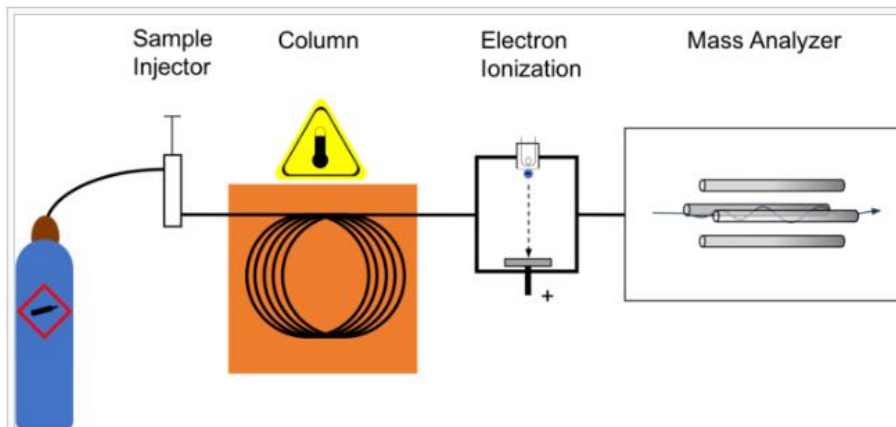 Sample
Injector
Column
Electron
Ionization
Mass Analyzer
+